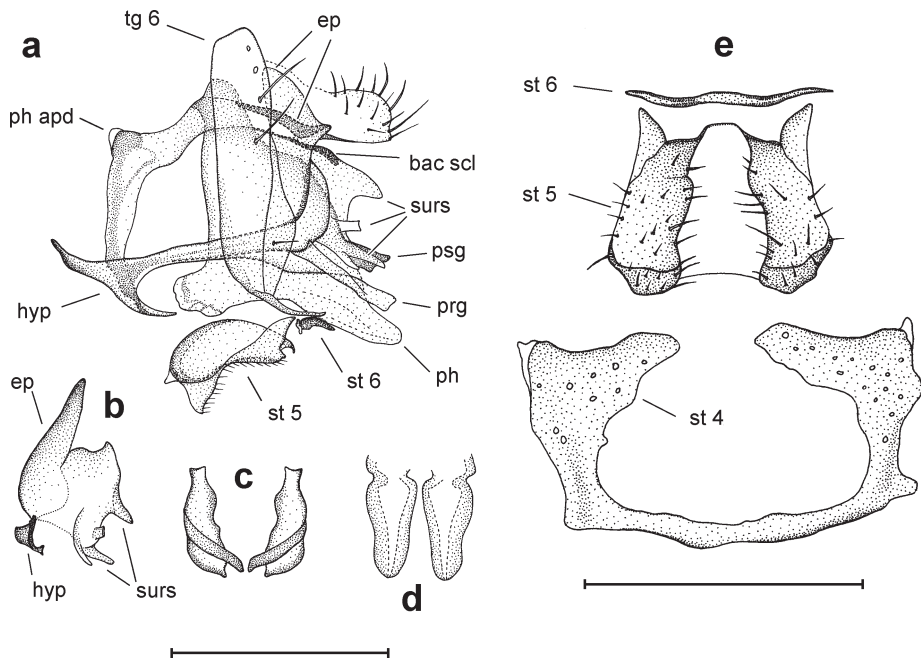 a
tg 6
ep
ph apd
bac scl
surs
psg
prg
hyp
ph
st 6
st 5
b
ep
hyp
surs
c
d
e
st 6
st 5
st 4